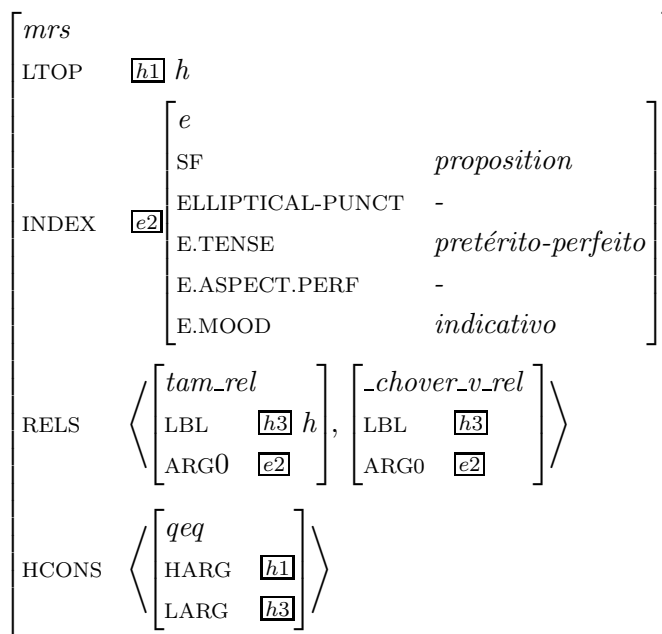 mrs
LTOP h1 h
e
SF proposition
ELLIPTICAL-PUNCT -
INDEX e2
E.TENSE pretérito-perfeito
E.ASPECT.PERF -
E.MOOD indicativo
tam_rel _chover_v_rel
RELS ⟨ LBL h3 h , LBL h3 ⟩
ARG0 e2 ARG0 e2
qeq
HCONS ⟨ HARG h1 ⟩
LARG h3